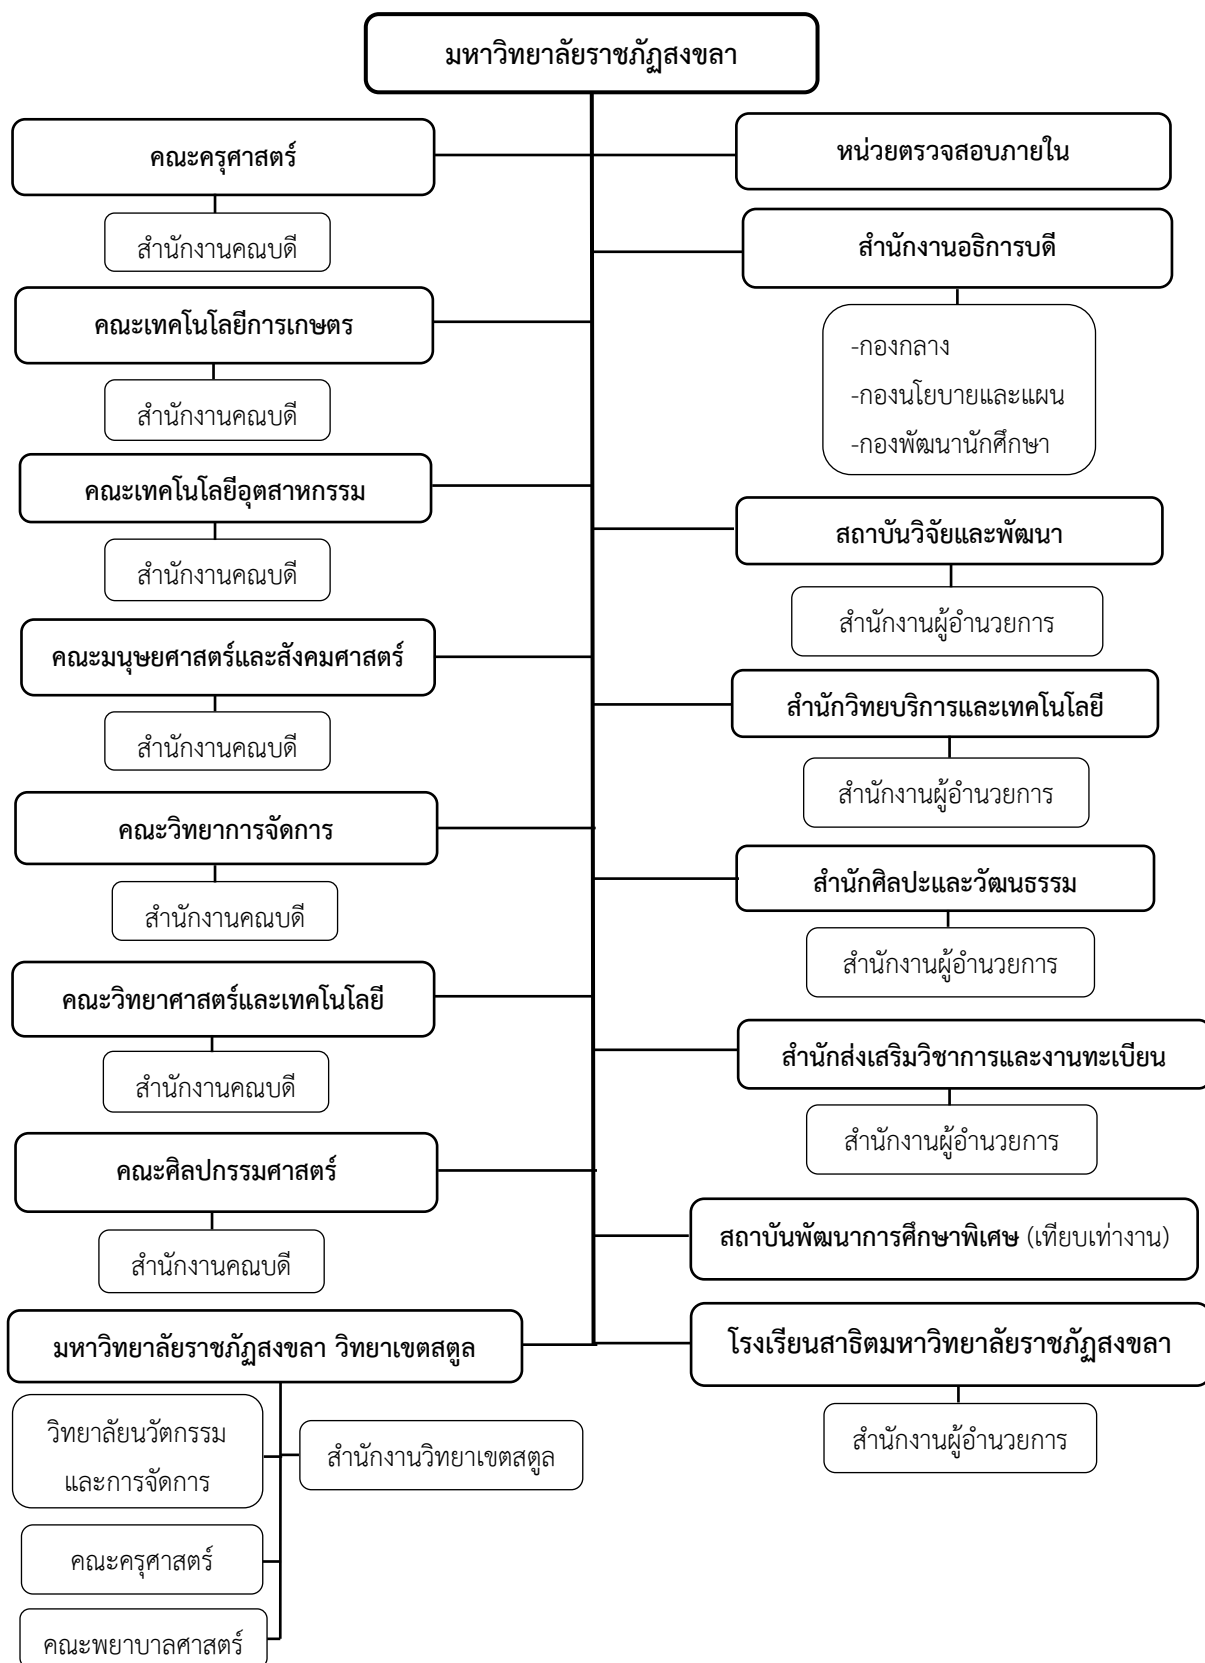 มหาวิทยาลัยราชภัฏสงขลา
คณะครุศาสตร์
สำนักงานคณบดี
คณะเทคโนโลยีการเกษตร
สำนักงานคณบดี
คณะเทคโนโลยีอุตสาหกรรม
สำนักงานคณบดี
คณะมนุษยศาสตร์และสังคมศาสตร์
สำนักงานคณบดี
คณะวิทยาการจัดการ
สำนักงานคณบดี
คณะวิทยาศาสตร์และเทคโนโลยี
สำนักงานคณบดี
คณะศิลปกรรมศาสตร์
สำนักงานคณบดี
มหาวิทยาลัยราชภัฏสงขลา วิทยาเขตสตูล
วิทยาลัยนวัตกรรม
และการจัดการ
สำนักงานวิทยาเขตสตูล
คณะครุศาสตร์
คณะพยาบาลศาสตร์
หน่วยตรวจสอบภายใน
สำนักงานอธิการบดี
-กองกลาง
-กองนโยบายและแผน
-กองพัฒนานักศึกษา
สถาบันวิจัยและพัฒนา
สำนักงานผู้อำนวยการ
สำนักวิทยบริการและเทคโนโลยี
สำนักงานผู้อำนวยการ
สำนักศิลปะและวัฒนธรรม
สำนักงานผู้อำนวยการ
สำนักส่งเสริมวิชาการและงานทะเบียน
สำนักงานผู้อำนวยการ
สถาบันพัฒนาการศึกษาพิเศษ (เทียบเท่างาน)
โรงเรียนสาธิตมหาวิทยาลัยราชภัฏสงขลา
สำนักงานผู้อำนวยการ